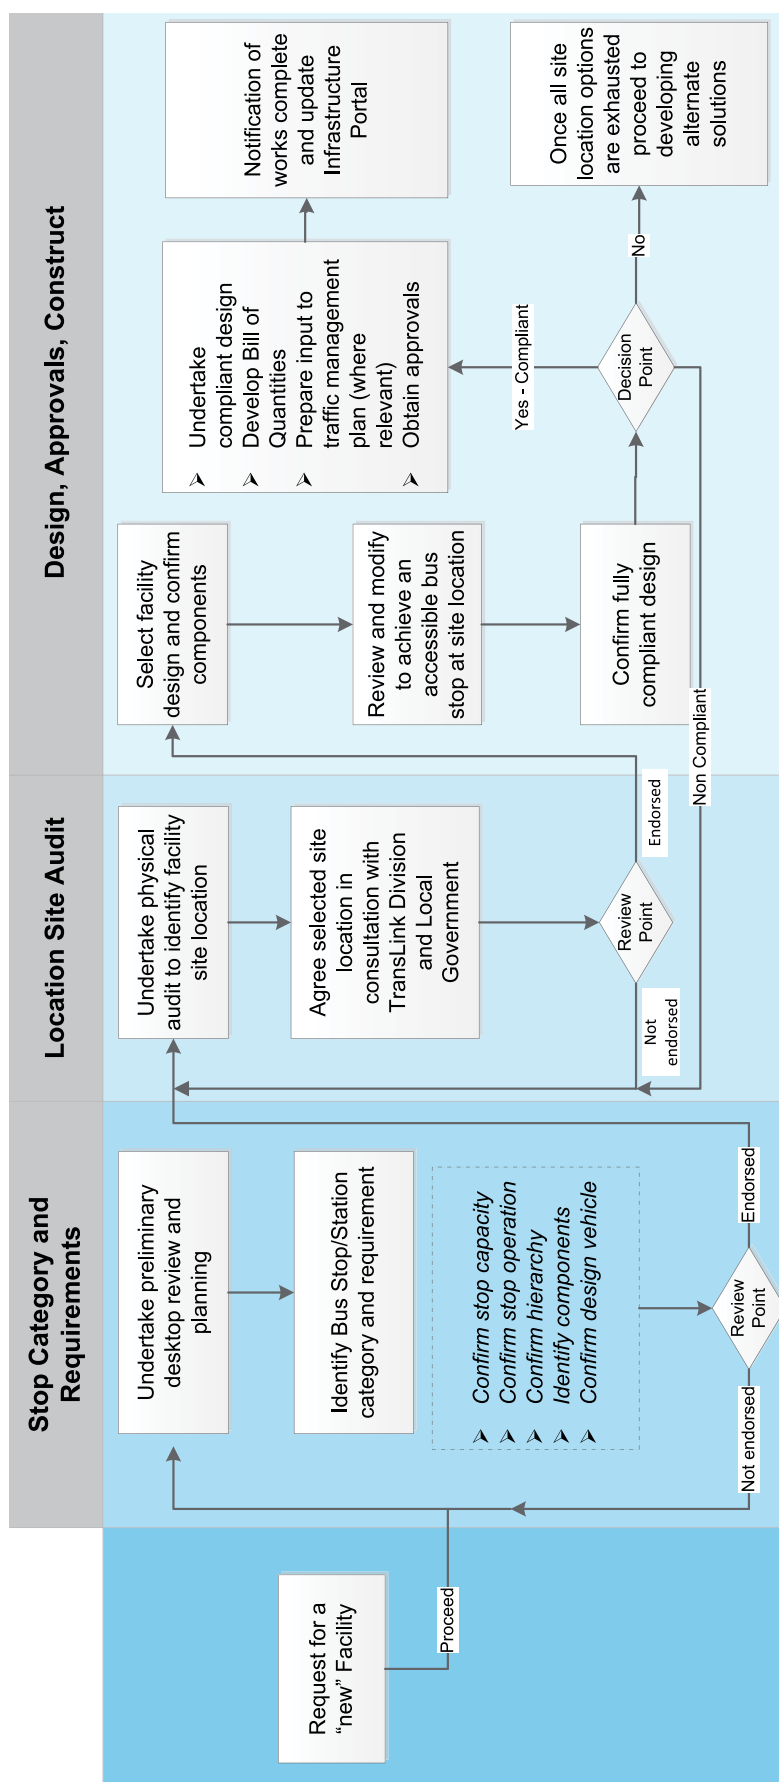 Stop Category and
Requirements
Location Site Audit
Design, Approvals, Construct
Request for a
“new” Facility
Proceed
Undertake preliminary
desktop review and
planning
Identify Bus Stop/Station
category and requirement
➢ Confirm stop capacity
➢ Confirm stop operation
➢ Confirm hierarchy
➢ Identify components
➢ Confirm design vehicle
Review
Point
Not endorsed
Endorsed
Undertake physical
audit to identify facility
site location
Agree selected site
location in
consultation with
TransLink Division
and Local
Government
Review
Point
Not
endorsed
Endorsed
Select facility
design and confirm
components
Review and modify
to achieve an
accessible bus
stop at site location
Confirm fully
compliant design
Decision
Point
Non Compliant
Yes - Compliant
No
➢ Undertake
compliant design
➢ Develop Bill of
Quantities
➢ Prepare input to
traffic management
plan (where
relevant)
➢ Obtain approvals
Notification of
works complete
and update
Infrastructure
Portal
Once all site
location options
are exhausted
proceed to
developing
alternate
solutions